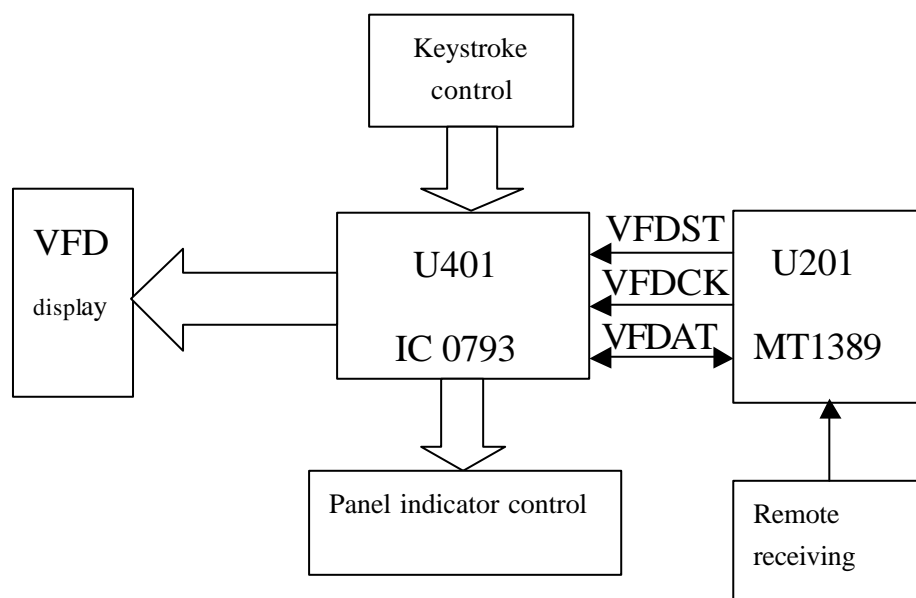 Keystroke
control
VFD
display
U401
IC 0793
VFDST
VFDCK
VFDAT
U201
MT1389
Panel indicator control
Remote
receiving